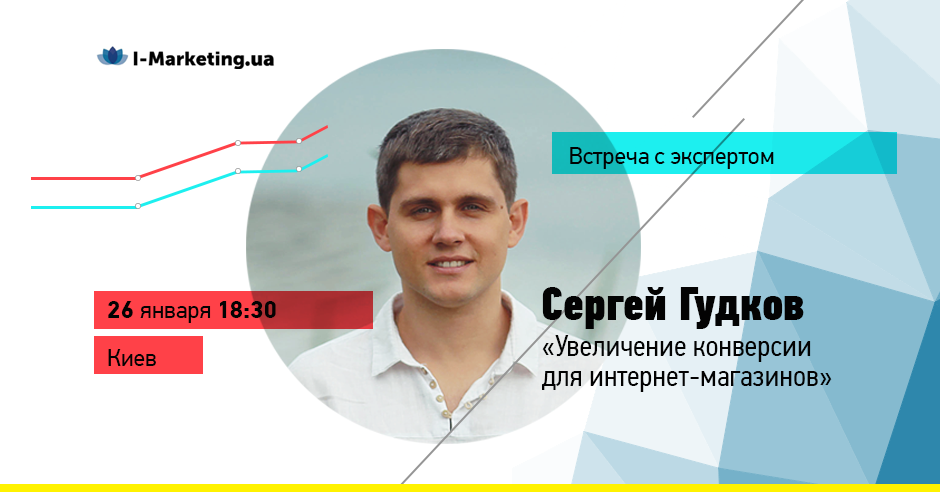 I-Marketing.ua
Встреча с экспертом
26 января 18:30
Киев
Сергей Гудков
«Увеличение конверсии
для интернет-магазинов»